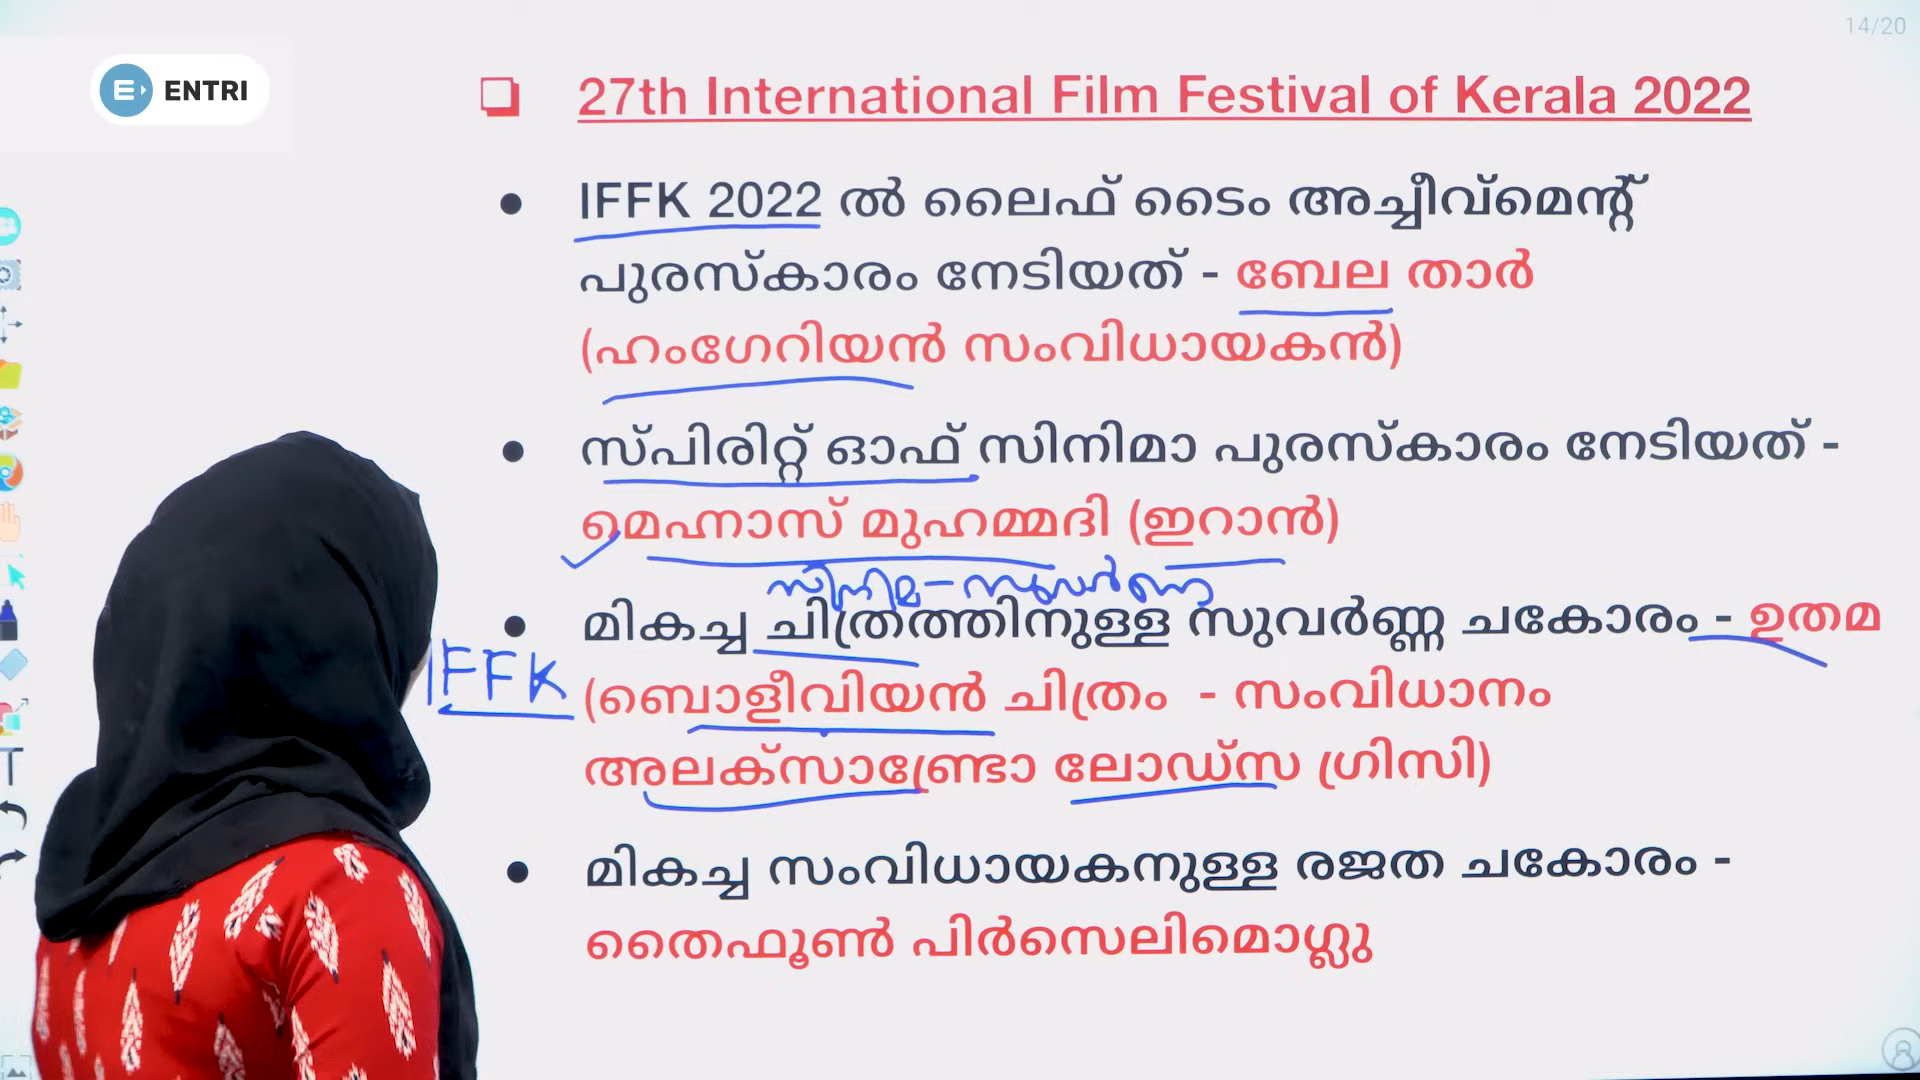 14/20
ENTRI
27th International Film Festival of Kerala 2022
IFFK 2022 ൽ ലൈഫ് ടൈം അച്ചീവ്മെന്റ്
പുരസ്കാരം നേടിയത് - ബേല താർ
(ഹംഗേറിയൻ സംവിധായകൻ)
സ്പിരിറ്റ് ഓഫ് സിനിമാ പുരസ്കാരം നേടിയത് -
മെഹ്നാസ് മുഹമ്മദി (ഇറാൻ)
സിനിമ - സുവർണ്ണ
മികച്ച ചിത്രത്തിനുള്ള സുവർണ്ണ ചകോരം - ഉതമ
IFFK
(ബൊളീവിയൻ ചിത്രം - സംവിധാനം
അലക്സാണ്ട്രോ ലോഡ്സ ഗ്രിസി)
മികച്ച സംവിധായകനുള്ള രജത ചകോരം -
തൈഫൂൺ പിർസെലിമൊഗ്ലു